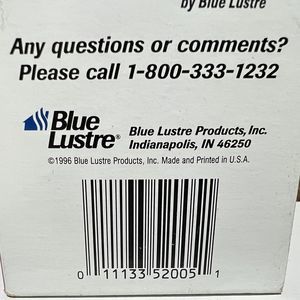 by Blue Lustre
Any questions or comments?
Please call 1-800-333-1232
Blue
Lustre®
Blue Lustre Products, Inc.
Indianapolis, IN 46250
©1996 Blue Lustre Products, Inc. Made and Printed in U.S.A.
0 11133 52005 1